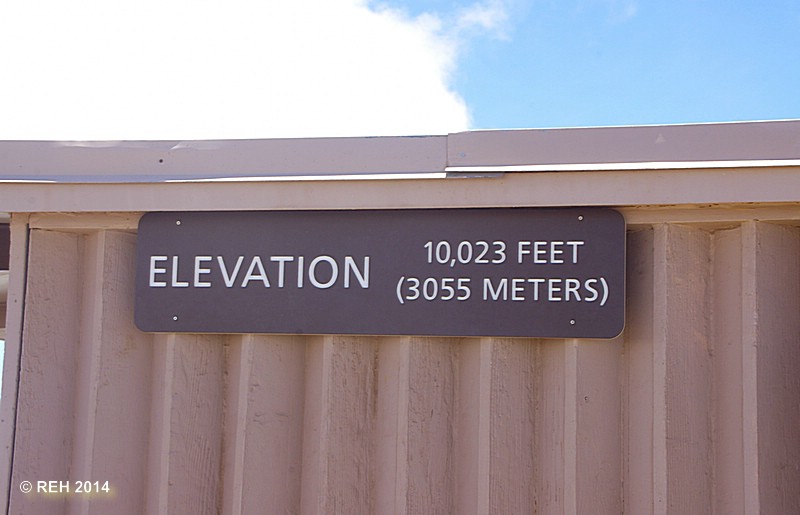 ELEVATION
10,023 FEET
(3055 METERS)
© REH 2014